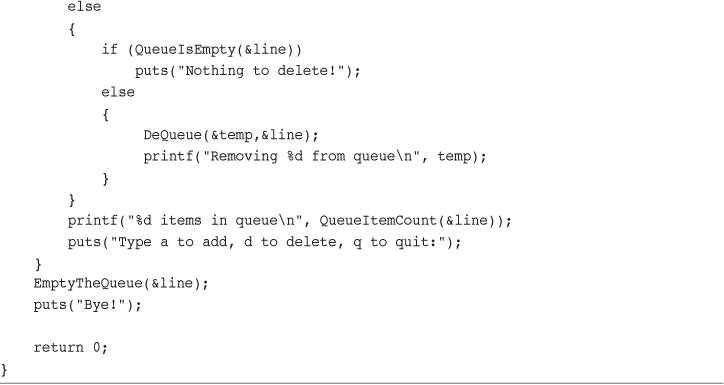 else
        {
            if (QueueIsEmpty(&line))
                puts("Nothing to delete!");
            else
            {
                 DeQueue(&temp,&line);
                 printf("Removing %d from queue\n", temp);
            }
        }
        printf("%d items in queue\n", QueueItemCount(&line));
        puts("Type a to add, d to delete, q to quit:");
    }
    EmptyTheQueue(&line);
    puts("Bye!");

    return 0;
}